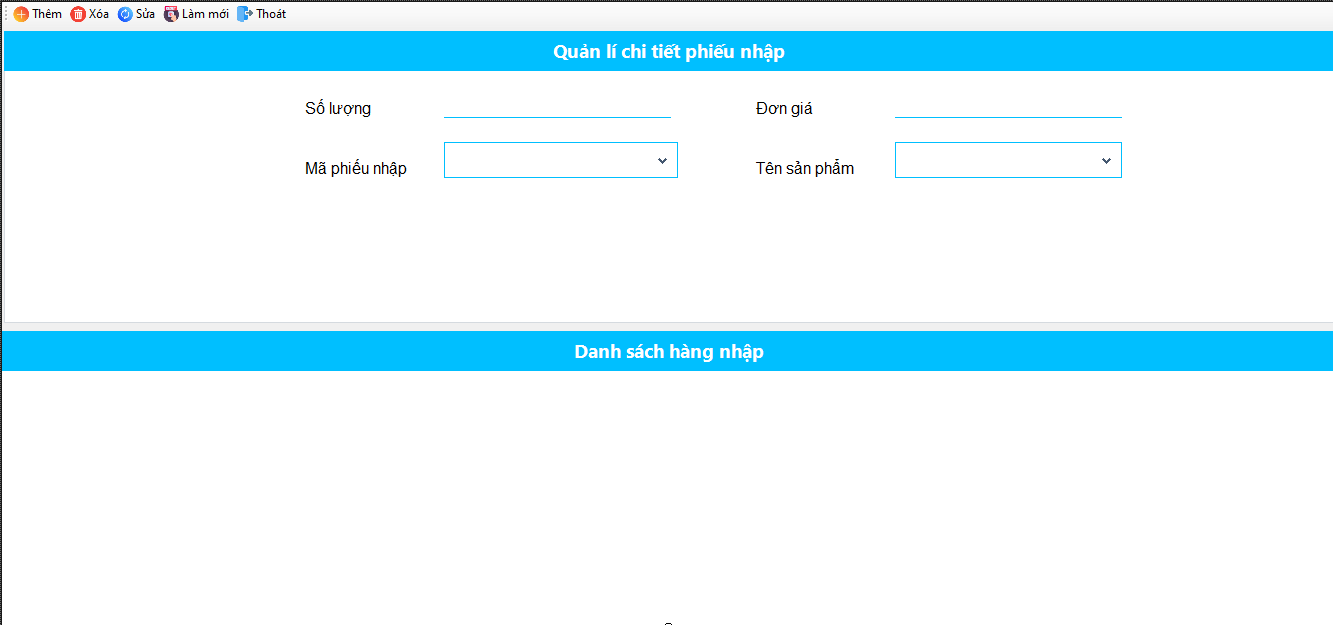 Thêm Xóa Sửa Làm mới Thoát
Quản lí chi tiết phiếu nhập
Số lượng Đơn giá
Mã phiếu nhập Tên sản phẩm
Danh sách hàng nhập